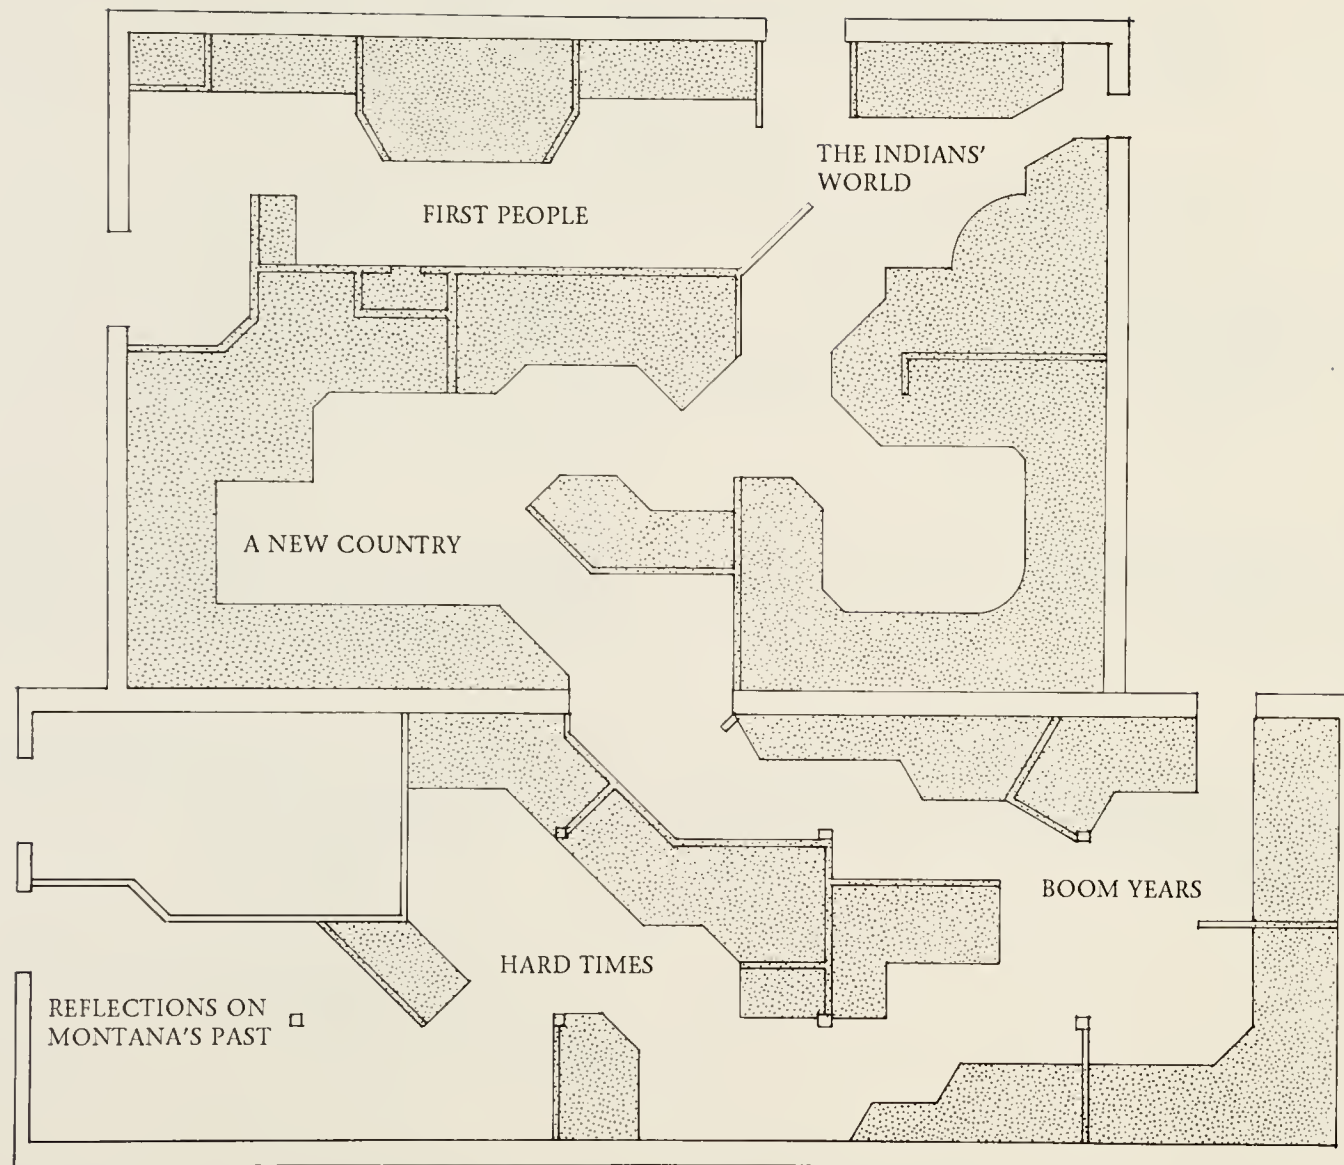 THE INDIANS'
WORLD
FIRST PEOPLE
A NEW COUNTRY
BOOM YEARS
HARD TIMES
REFLECTIONS ON
MONTANA'S PAST